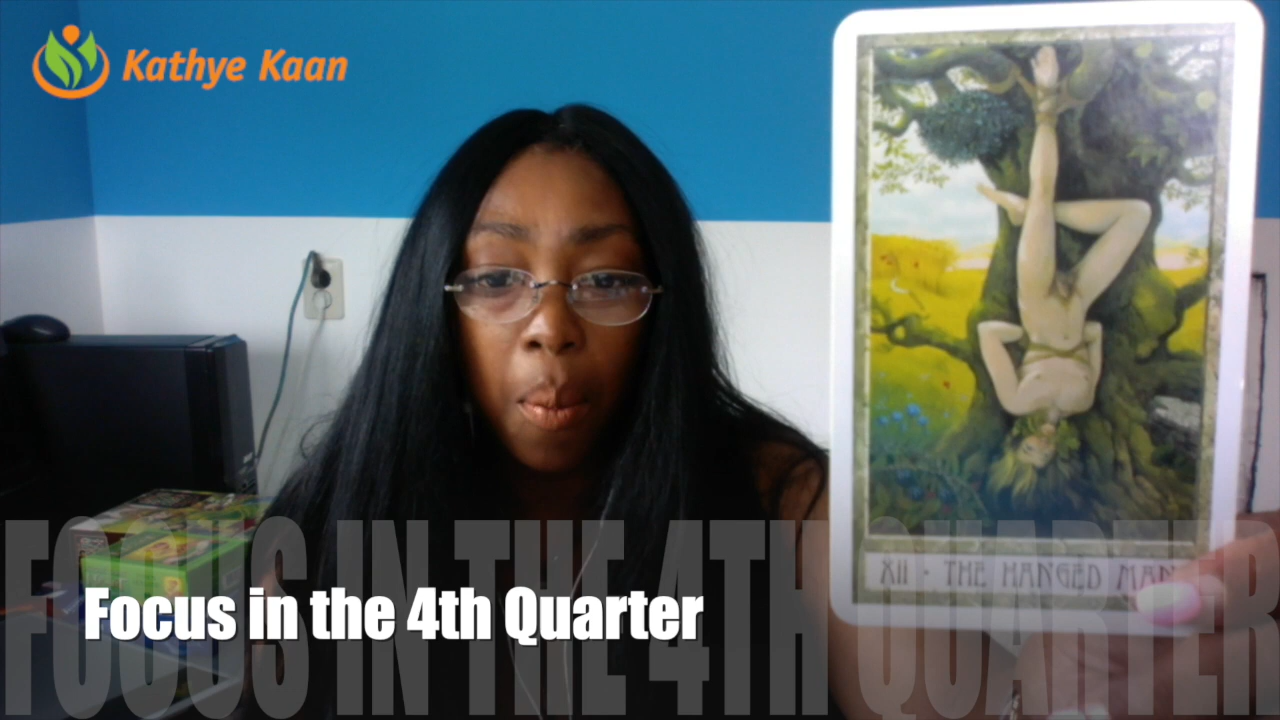 Kathye Kaan
XII · THE HANGED MAN
FOCUS IN THE 4TH QUARTER
Focus in the 4th Quarter